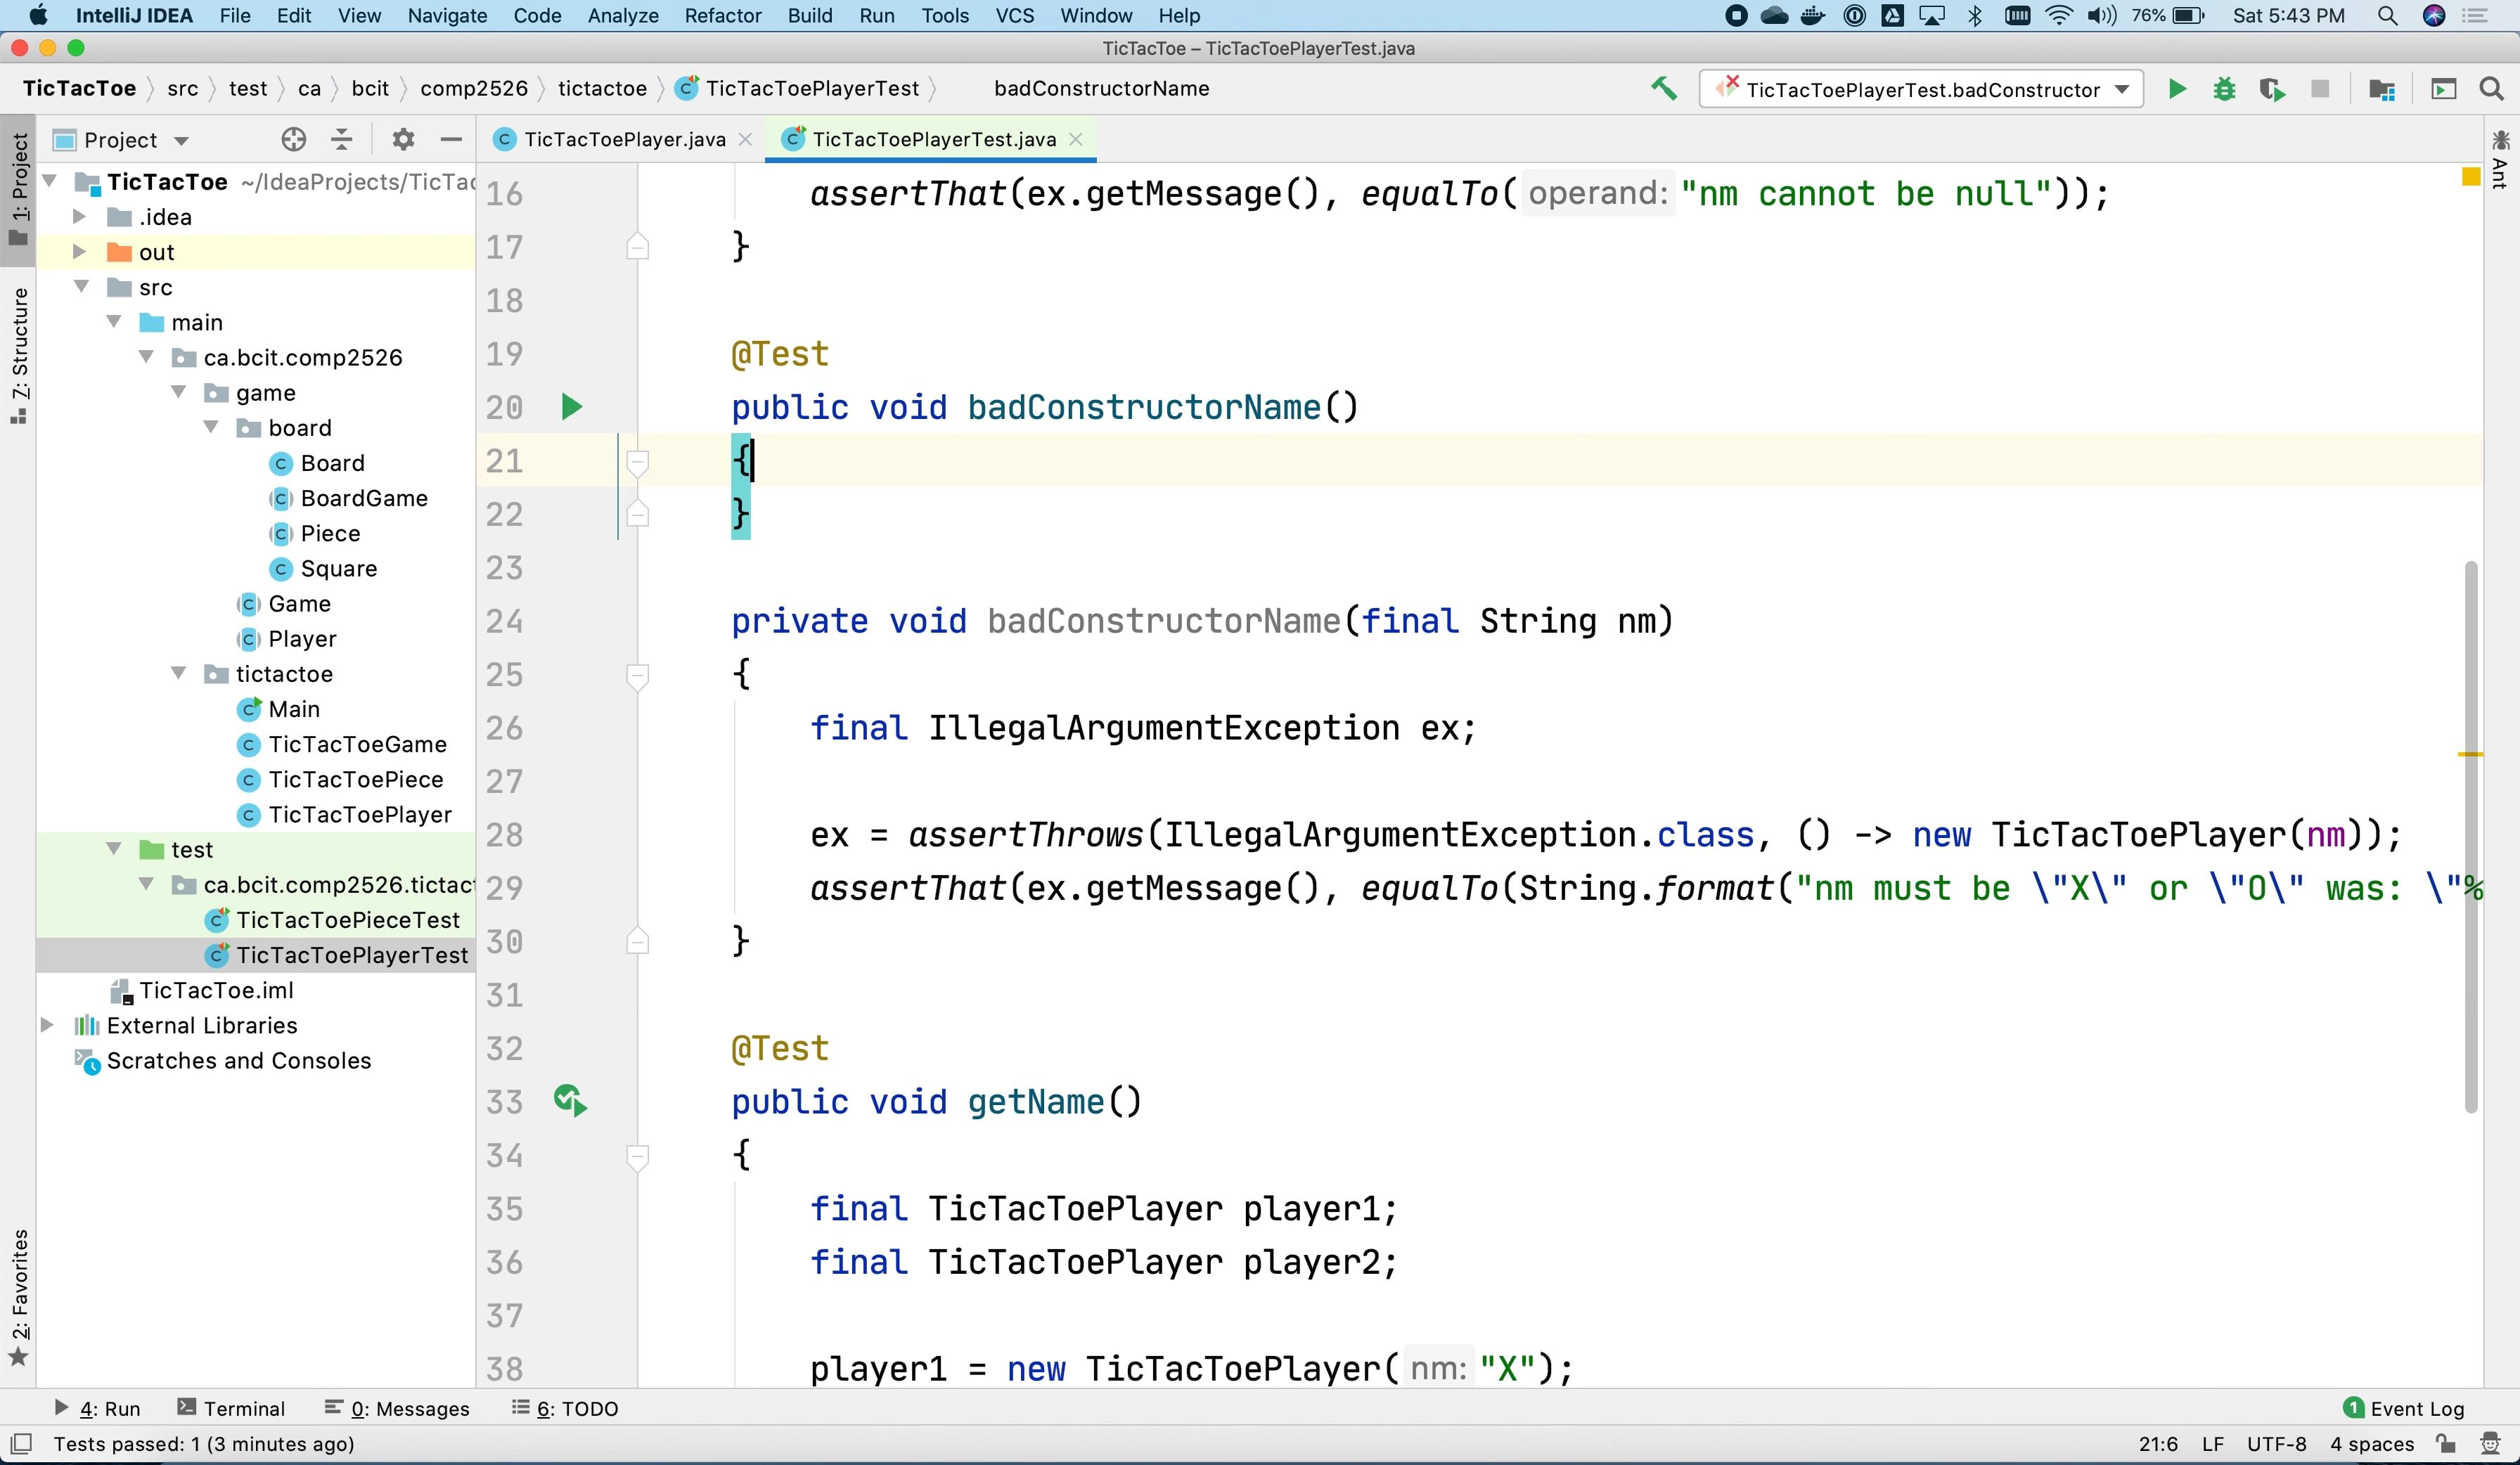 IntelliJ IDEA File Edit View Navigate Code Analyze Refactor Build Run Tools VCS Window Help 76% Sat 5:43 PM
TicTacToe – TicTacToePlayerTest.java
TicTacToe src test ca bcit comp2526 tictactoe TicTacToePlayerTest badConstructorName TicTacToePlayerTest.badConstructor
1: Project
7: Structure
2: Favorites
Project
TicTacToe ~/IdeaProjects/TicTac
.idea
out
src
main
ca.bcit.comp2526
game
board
Board
BoardGame
Piece
Square
Game
Player
tictactoe
Main
TicTacToeGame
TicTacToePiece
TicTacToePlayer
test
ca.bcit.comp2526.tictac
TicTacToePieceTest
TicTacToePlayerTest
TicTacToe.iml
External Libraries
Scratches and Consoles
TicTacToePlayer.java TicTacToePlayerTest.java
16 assertThat(ex.getMessage(), equalTo( operand: "nm cannot be null"));
17 }
18
19 @Test
20 public void badConstructorName()
21 {
22 }
23
24 private void badConstructorName(final String nm)
25 {
26 final IllegalArgumentException ex;
27
28 ex = assertThrows(IllegalArgumentException.class, () -> new TicTacToePlayer(nm));
29 assertThat(ex.getMessage(), equalTo(String.format("nm must be \"X\" or \"O\" was: \"%
30 }
31
32 @Test
33 public void getName()
34 {
35 final TicTacToePlayer player1;
36 final TicTacToePlayer player2;
37
38 player1 = new TicTacToePlayer( nm: "X");
Ant
4: Run Terminal 0: Messages 6: TODO 1 Event Log
Tests passed: 1 (3 minutes ago) 21:6 LF UTF-8 4 spaces